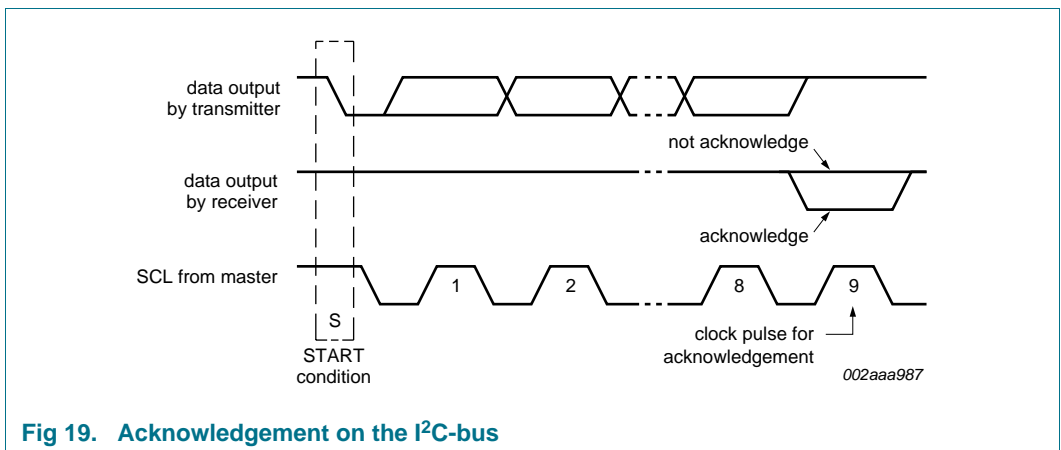 data output
by transmitter
not acknowledge
data output
by receiver
acknowledge
SCL from master
1
2
8
9
S
START
condition
clock pulse for
acknowledgement
002aaa987
Fig 19. Acknowledgement on the I²C-bus